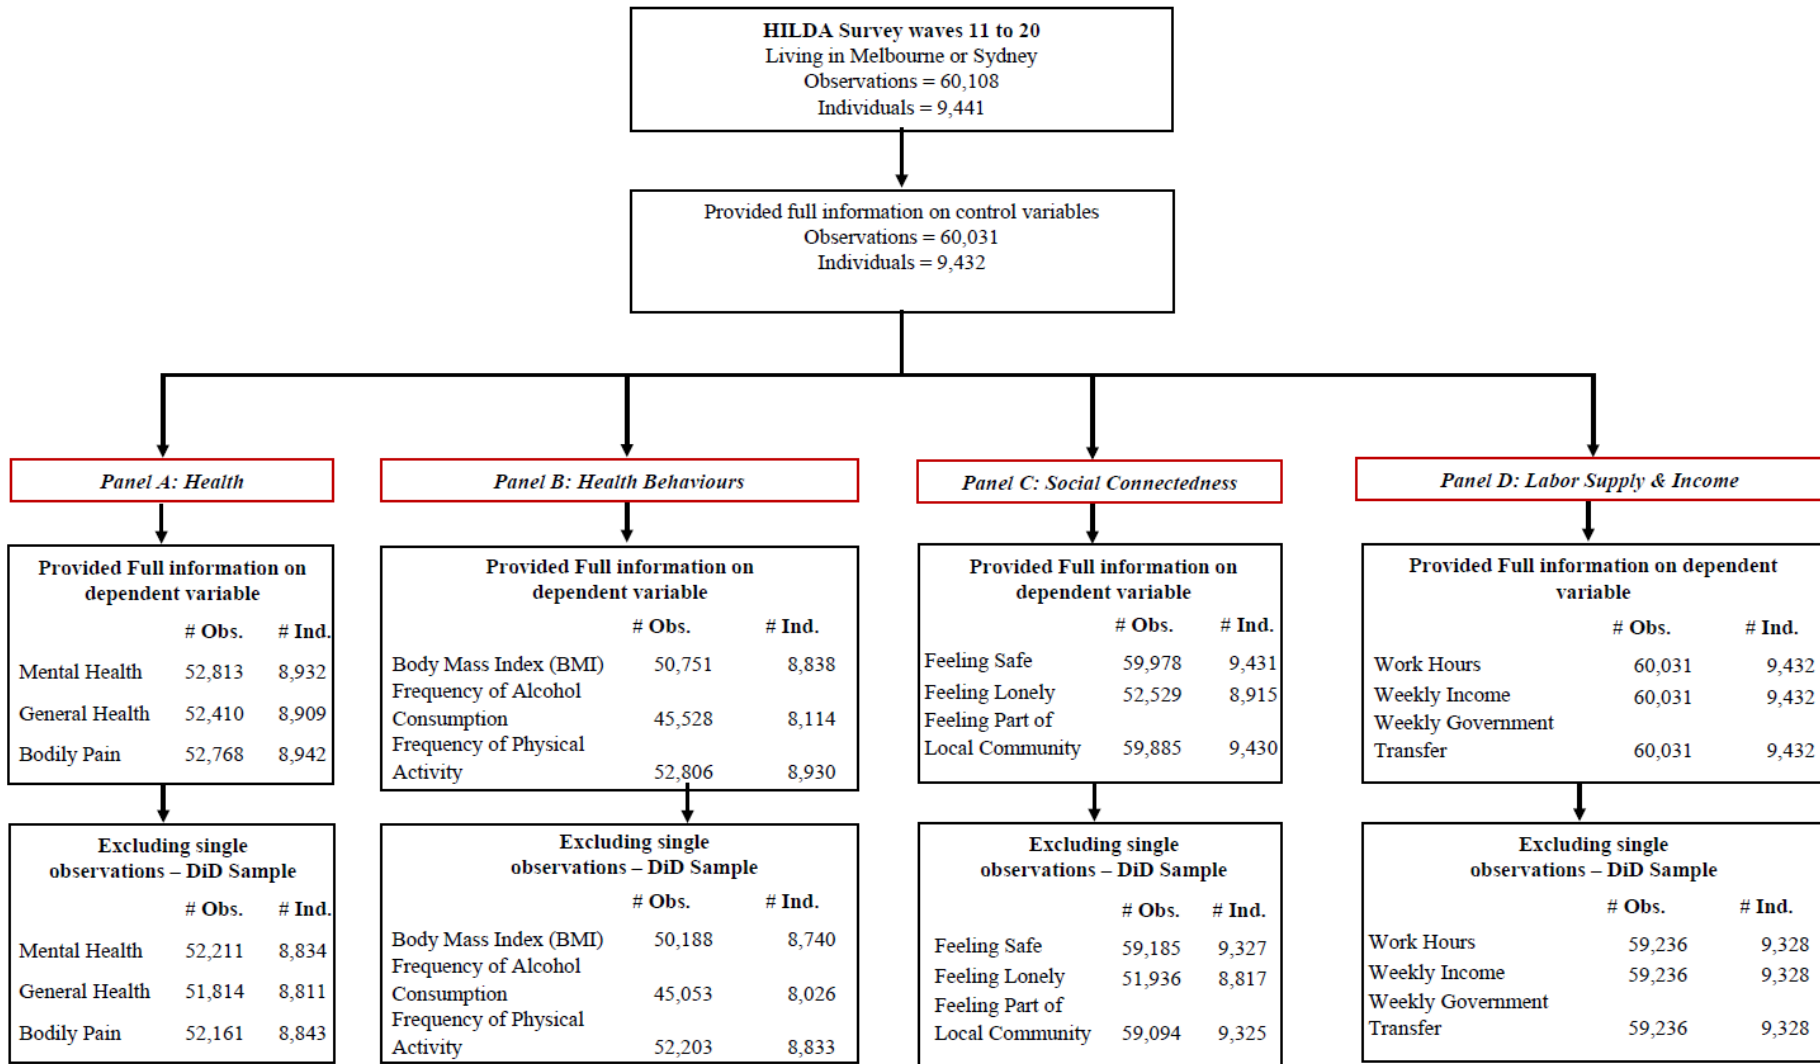 HILDA Survey waves 11 to 20
Living in Melbourne or Sydney
Observations = 60,108
Individuals = 9,441
Provided full information on control variables
Observations = 60,031
Individuals = 9,432
Panel A: Health
Provided Full information on
dependent variable
# Obs. # Ind.
Mental Health 52,813 8,932
General Health 52,410 8,909
Bodily Pain 52,768 8,942
Excluding single
observations – DiD Sample
# Obs. # Ind.
Mental Health 52,211 8,834
General Health 51,814 8,811
Bodily Pain 52,161 8,843
Panel B: Health Behaviours
Provided Full information on
dependent variable
# Obs. # Ind.
Body Mass Index (BMI) 50,751 8,838
Frequency of Alcohol
Consumption 45,528 8,114
Frequency of Physical
Activity 52,806 8,930
Excluding single
observations – DiD Sample
# Obs. # Ind.
Body Mass Index (BMI) 50,188 8,740
Frequency of Alcohol
Consumption 45,053 8,026
Frequency of Physical
Activity 52,203 8,833
Panel C: Social Connectedness
Provided Full information on
dependent variable
# Obs. # Ind.
Feeling Safe 59,978 9,431
Feeling Lonely 52,529 8,915
Feeling Part of
Local Community 59,885 9,430
Excluding single
observations – DiD Sample
# Obs. # Ind.
Feeling Safe 59,185 9,327
Feeling Lonely 51,936 8,817
Feeling Part of
Local Community 59,094 9,325
Panel D: Labor Supply & Income
Provided Full information on dependent
variable
# Obs. # Ind.
Work Hours 60,031 9,432
Weekly Income 60,031 9,432
Weekly Government
Transfer 60,031 9,432
Excluding single
observations – DiD Sample
# Obs. # Ind.
Work Hours 59,236 9,328
Weekly Income 59,236 9,328
Weekly Government
Transfer 59,236 9,328